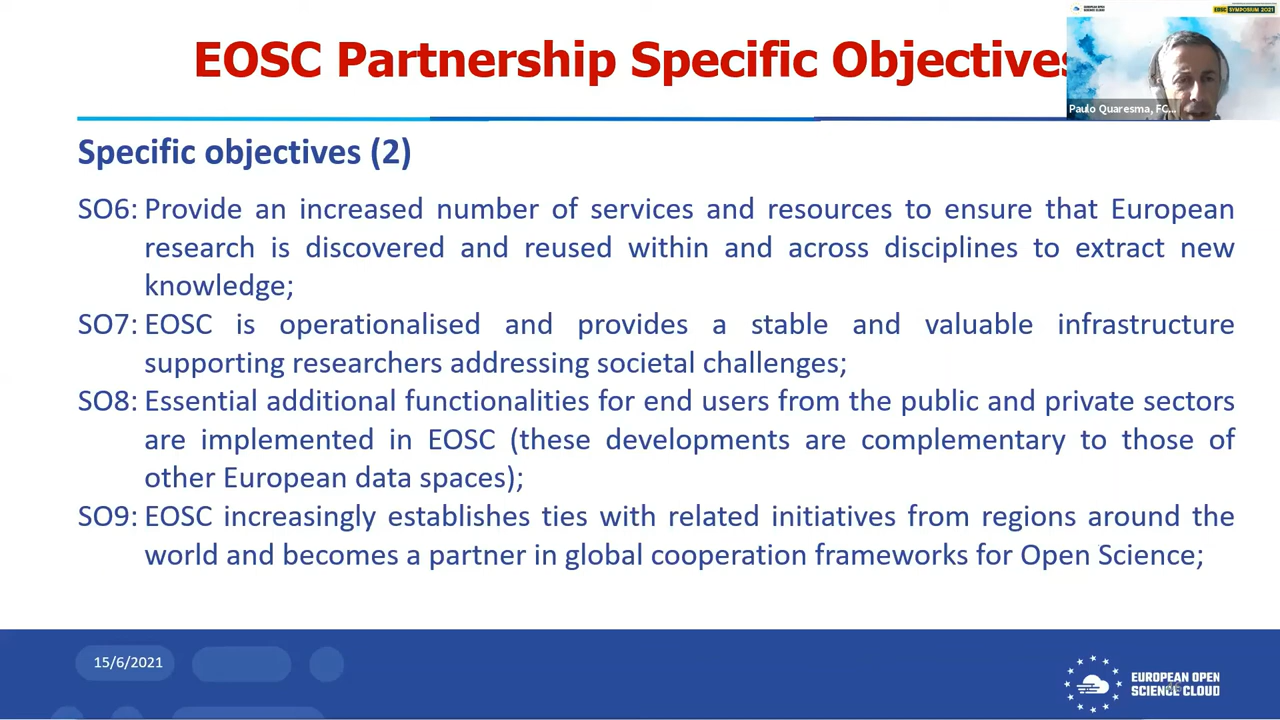 EOSC Partnership Specific Objectives
EUROPEAN OPEN
SCIENCE CLOUD
EOSC SYMPOSIUM 2021
Paulo Quaresma, FC...
Specific objectives (2)
SO6: Provide an increased number of services and resources to ensure that European
research is discovered and reused within and across disciplines to extract new
knowledge;
SO7: EOSC is operationalised and provides a stable and valuable infrastructure
supporting researchers addressing societal challenges;
SO8: Essential additional functionalities for end users from the public and private sectors
are implemented in EOSC (these developments are complementary to those of
other European data spaces);
SO9: EOSC increasingly establishes ties with related initiatives from regions around the
world and becomes a partner in global cooperation frameworks for Open Science;
15/6/2021
EUROPEAN OPEN
SCIENCE CLOUD